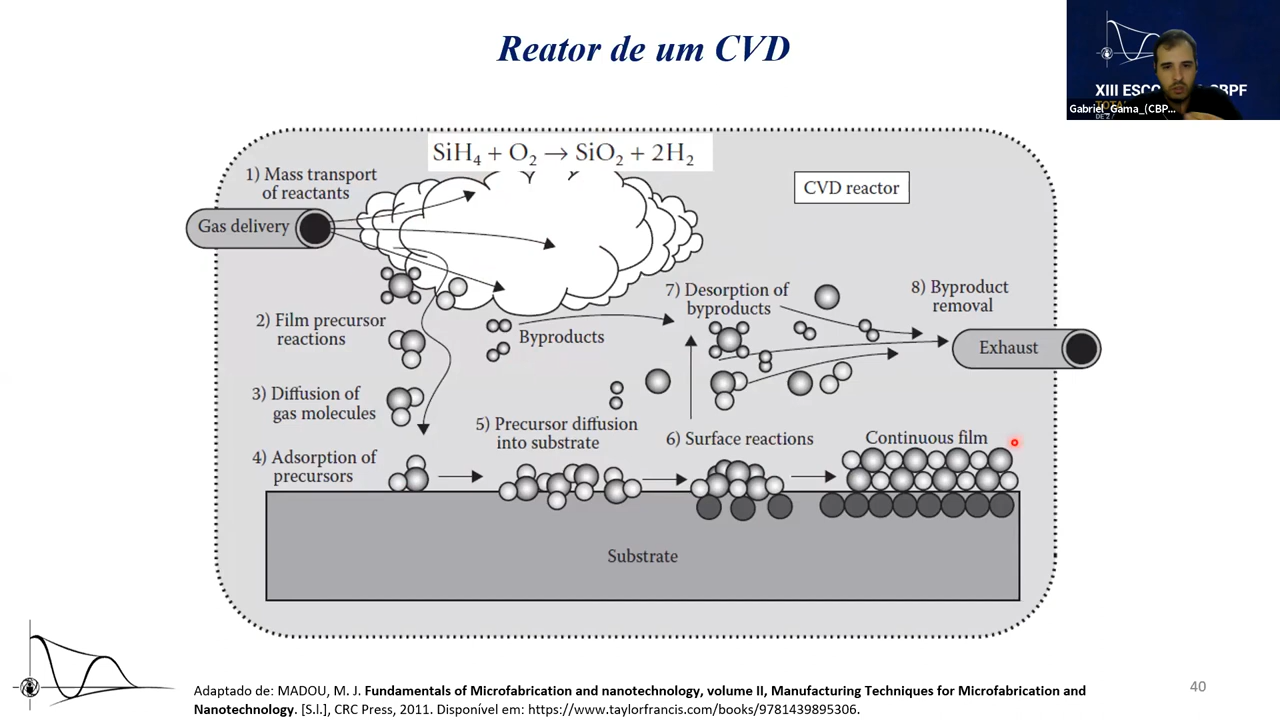 Reator de um CVD
XIII ESCO
CBPF
TOTA
Gabriel_Gama_(CBP...
DE 2
SiH₄ + O₂ → SiO₂ + 2H₂
1) Mass transport
of reactants
CVD reactor
Gas delivery
7) Desorption of
byproducts
8) Byproduct
removal
2) Film precursor
reactions
Byproducts
Exhaust
3) Diffusion of
gas molecules
5) Precursor diffusion
into substrate
6) Surface reactions
Continuous film
4) Adsorption of
precursors
Substrate
Adaptado de: MADOU, M. J. Fundamentals of Microfabrication and nanotechnology, volume II, Manufacturing Techniques for Microfabrication and
Nanotechnology. [S.l.], CRC Press, 2011. Disponível em: https://www.taylorfrancis.com/books/9781439895306.
40